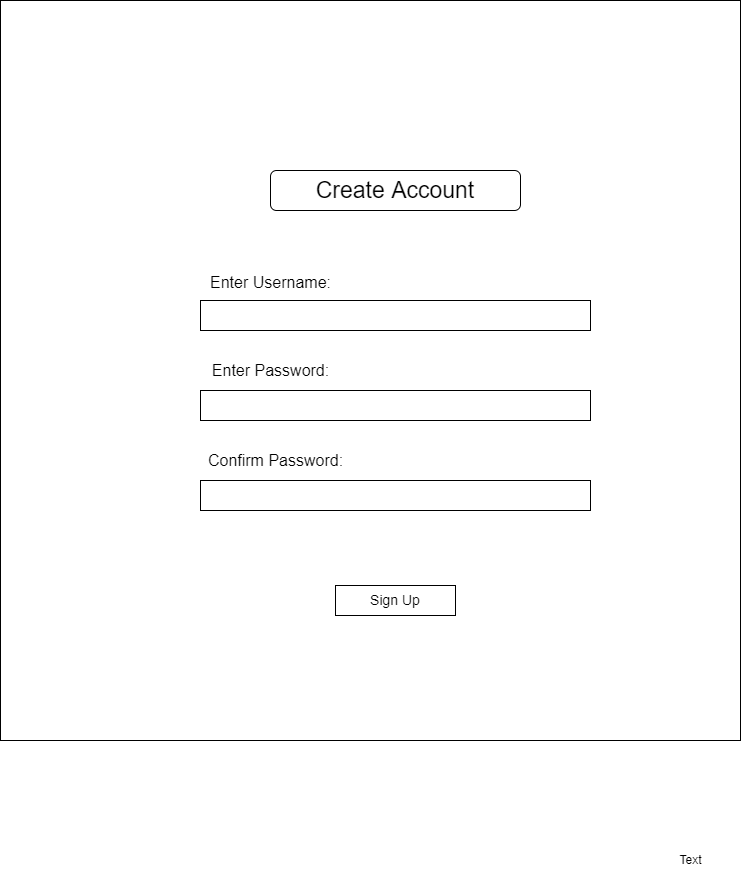 Create Account
Enter Username:
Enter Password:
Confirm Password:
Sign Up
Text